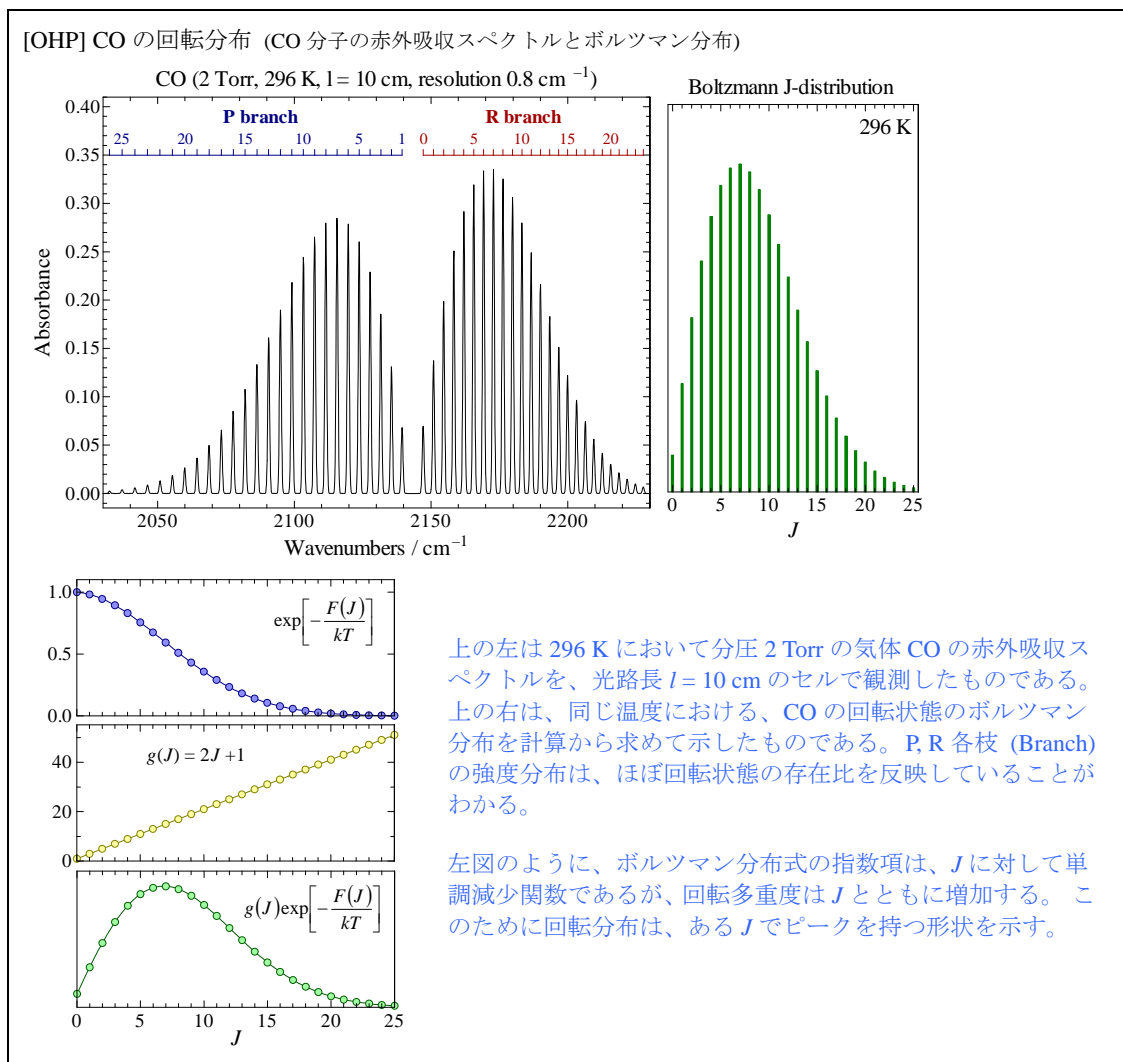 [OHP] CO の回転分布 (CO 分子の赤外吸収スペクトルとボルツマン分布)
CO (2 Torr, 296 K, l = 10 cm, resolution 0.8 cm⁻¹)
P branch
R branch
25 20 15 10 5 1
0 5 10 15 20
0.40
0.35
0.30
0.25
0.20
0.15
0.10
0.05
0.00
Absorbance
2050 2100 2150 2200
Wavenumbers / cm⁻¹
Boltzmann J-distribution
296 K
0 5 10 15 20 25
J
1.0
0.5
0.0
exp[−F(J)/kT]
40
20
0
g(J) = 2J +1
g(J)exp[−F(J)/kT]
0 5 10 15 20 25
J
上の左は 296 K において分圧 2 Torr の気体 CO の赤外吸収ス
ペクトルを、光路長 l = 10 cm のセルで観測したものである。
上の右は、同じ温度における、CO の回転状態のボルツマン
分布を計算から求めて示したものである。P, R 各枝 (Branch)
の強度分布は、ほぼ回転状態の存在比を反映していることが
わかる。
左図のように、ボルツマン分布式の指数項は、J に対して単
調減少関数であるが、回転多重度は J とともに増加する。 こ
のために回転分布は、ある J でピークを持つ形状を示す。